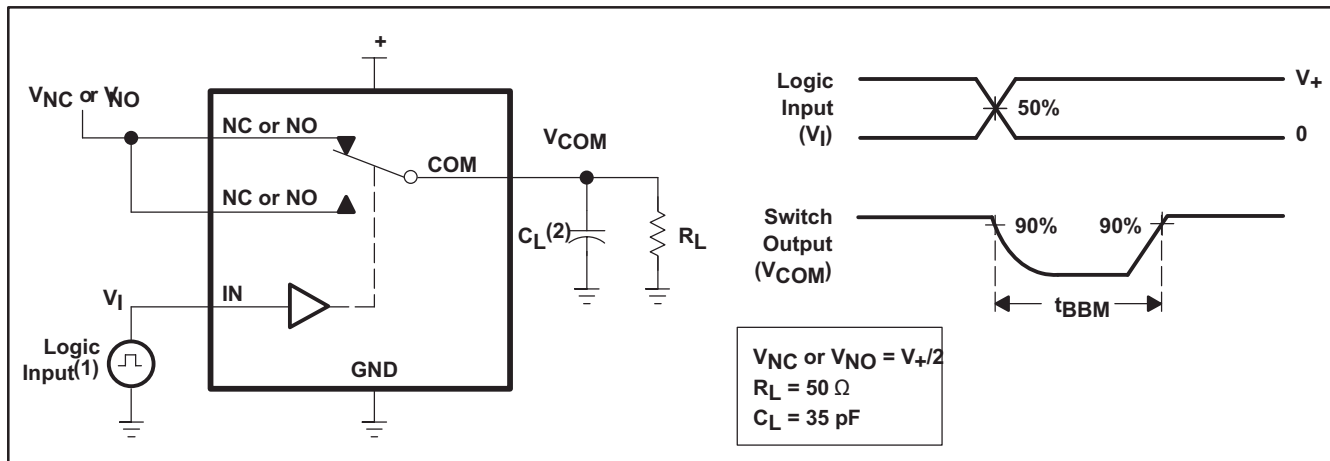 +
VNC or VNO
NC or NO
COM
NC or NO
VCOM
CL(2)
RL
VI
IN
Logic
Input(1)
GND
Logic
Input
(VI)
50%
V+
0
Switch
Output
(VCOM)
90%
90%
tBBM
VNC or VNO = V+/2
RL = 50 Ω
CL = 35 pF